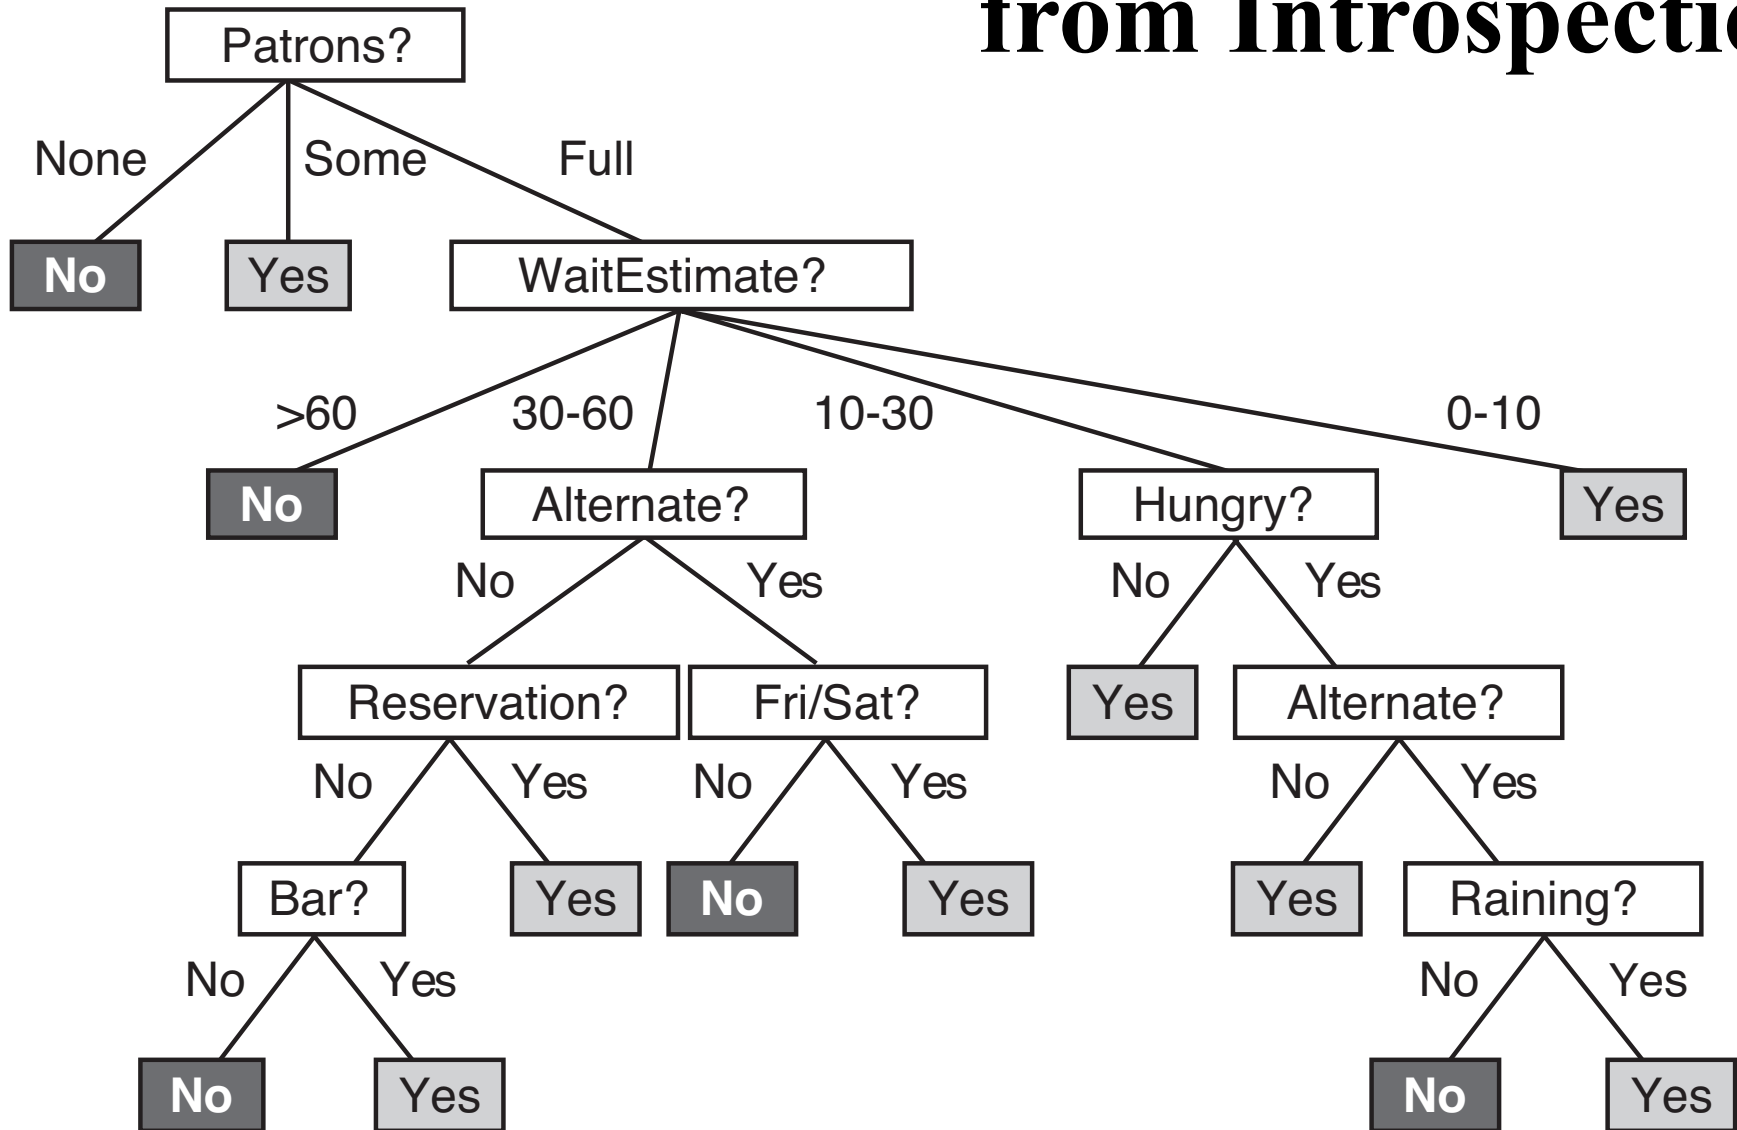 from Introspectio
Patrons?
None Some Full
No Yes WaitEstimate?
>60 30-60 10-30 0-10
No Alternate? Hungry? Yes
No Yes No Yes
Reservation? Fri/Sat? Yes Alternate?
No Yes No Yes No Yes
Bar? Yes No Yes Yes Raining?
No Yes No Yes
No Yes No Yes